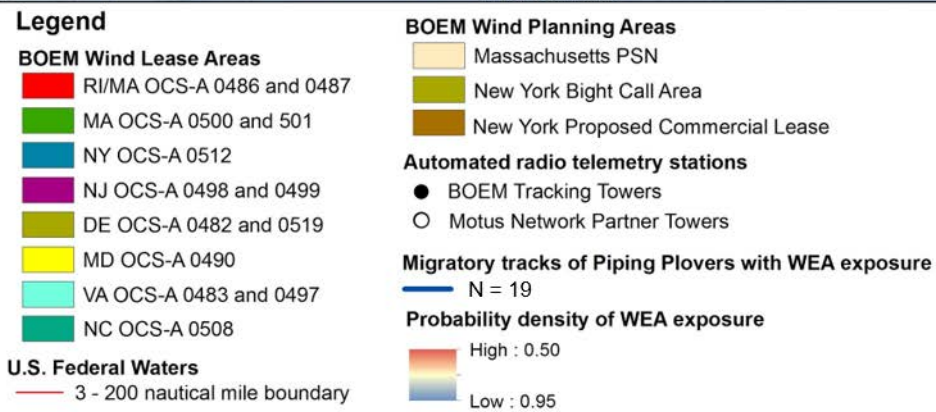 Legend
BOEM Wind Lease Areas
RI/MA OCS-A 0486 and 0487
MA OCS-A 0500 and 501
NY OCS-A 0512
NJ OCS-A 0498 and 0499
DE OCS-A 0482 and 0519
MD OCS-A 0490
VA OCS-A 0483 and 0497
NC OCS-A 0508
U.S. Federal Waters
3 - 200 nautical mile boundary
BOEM Wind Planning Areas
Massachusetts PSN
New York Bight Call Area
New York Proposed Commercial Lease
Automated radio telemetry stations
BOEM Tracking Towers
Motus Network Partner Towers
Migratory tracks of Piping Plovers with WEA exposure
N = 19
Probability density of WEA exposure
High : 0.50
Low : 0.95